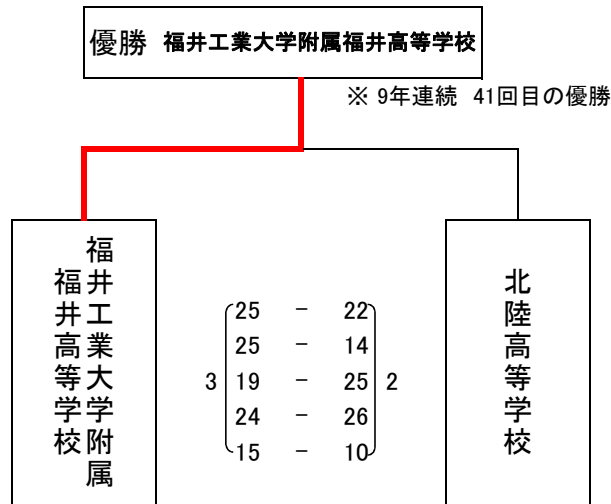 優勝 福井工業大学附属福井高等学校
※ 9年連続 41回目の優勝
福井工業大学附属
福井高等学校
25 － 22
25 － 14
3 19 － 25 2
24 － 26
15 － 10
北陸高等学校